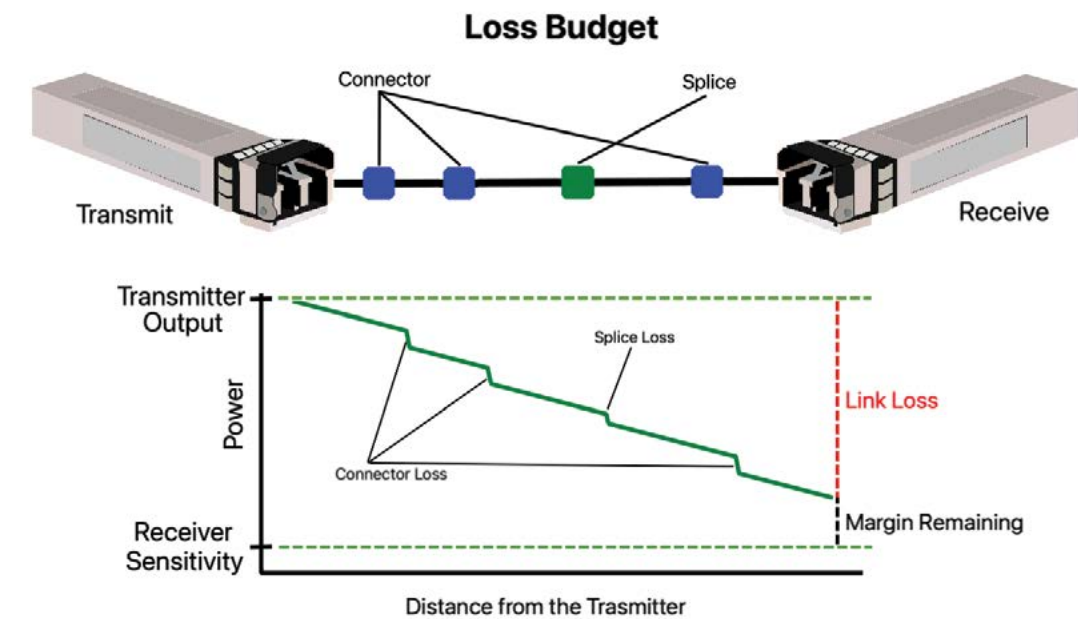 Loss Budget
Connector
Splice
Transmit
Receive
Transmitter
Output
Splice Loss
Power
Link Loss
Connector Loss
Margin Remaining
Receiver
Sensitivity
Distance from the Trasmitter